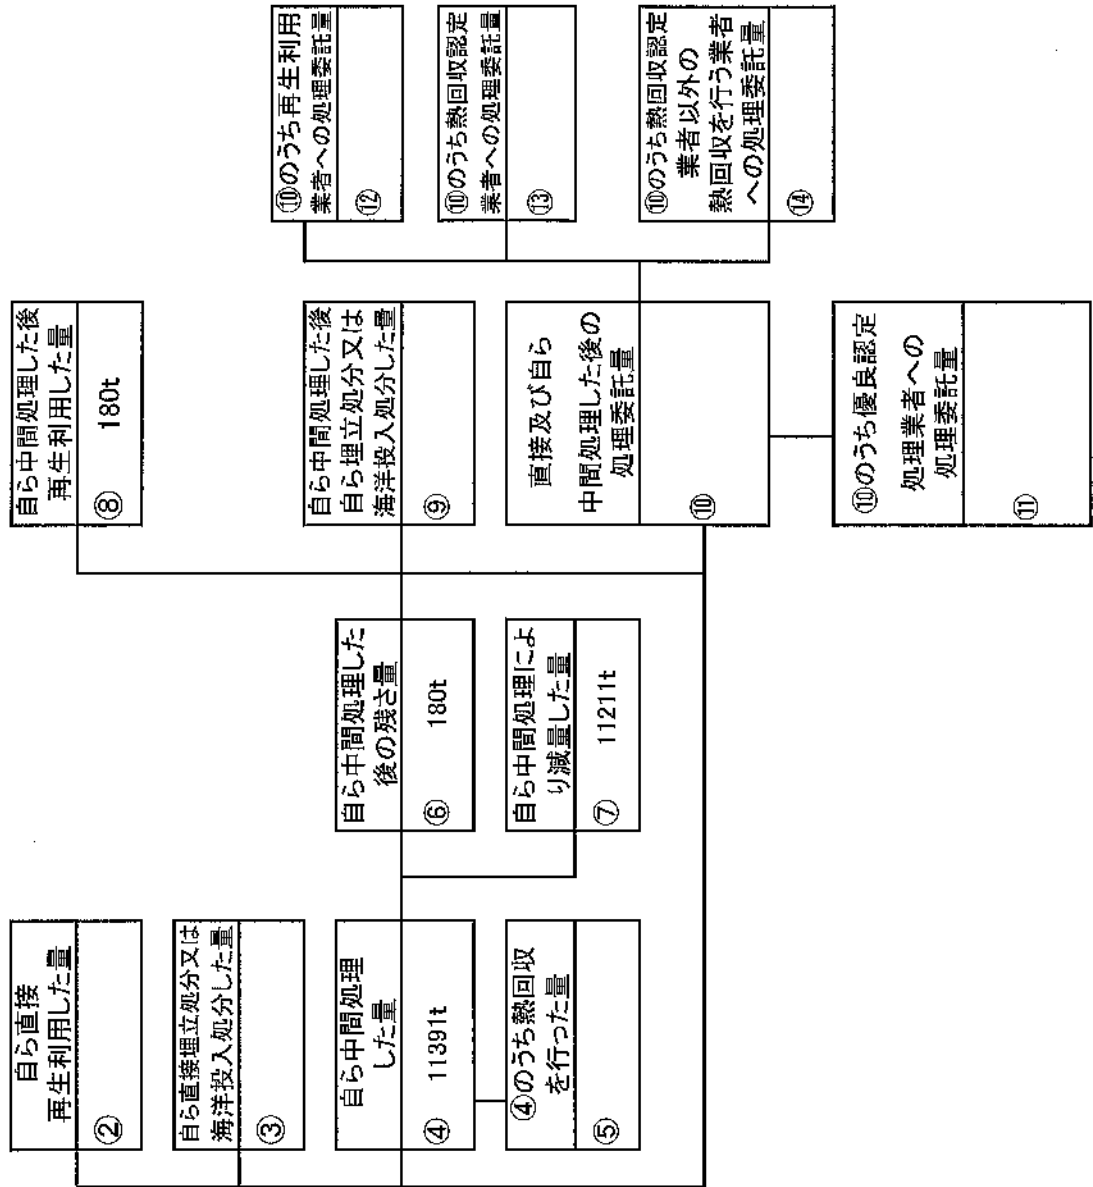 自ら直接
再生利用した量
②
自ら直接埋立処分又は
海洋投入処分した量
③
自ら中間処理
した量
④ 11391t
④のうち熱回収
を行った量
⑤
自ら中間処理した
後の残さ量
⑥ 180t
自ら中間処理によ
り減量した量
⑦ 11211t
自ら中間処理した後
再生利用した量
⑧ 180t
自ら中間処理した後
自ら埋立処分又は
海洋投入処分した量
⑨
直接及び自ら
中間処理した後の
処理委託量
⑩
⑩のうち優良認定
処理業者への
処理委託量
⑪
⑩のうち再生利用
業者への処理委託量
⑫
⑩のうち熱回収認定
業者への処理委託量
⑬
⑩のうち熱回収認定
業者以外の
熱回収を行う業者
への処理委託量
⑭